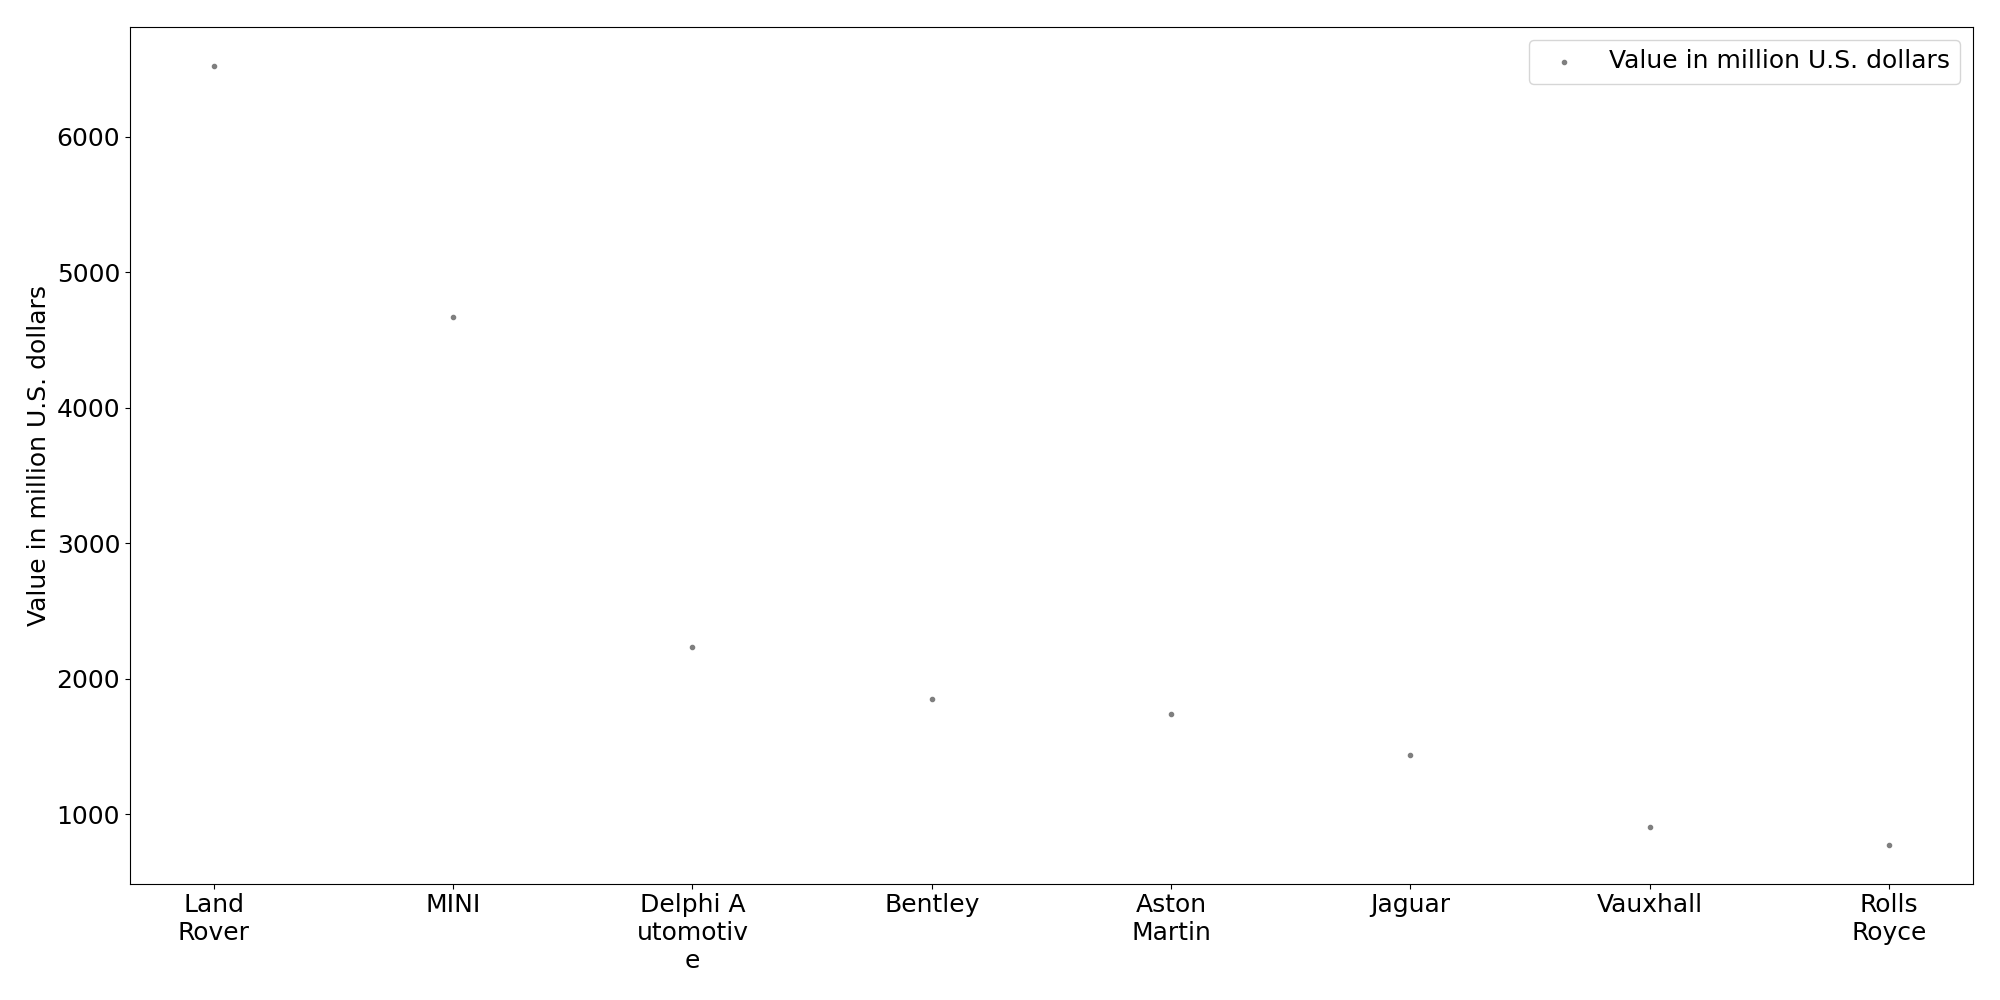 Value in million U.S. dollars
Value in million U.S. dollars
6000
5000
4000
3000
2000
1000
Land
Rover
MINI
Delphi A
utomotiv
e
Bentley
Aston
Martin
Jaguar
Vauxhall
Rolls
Royce